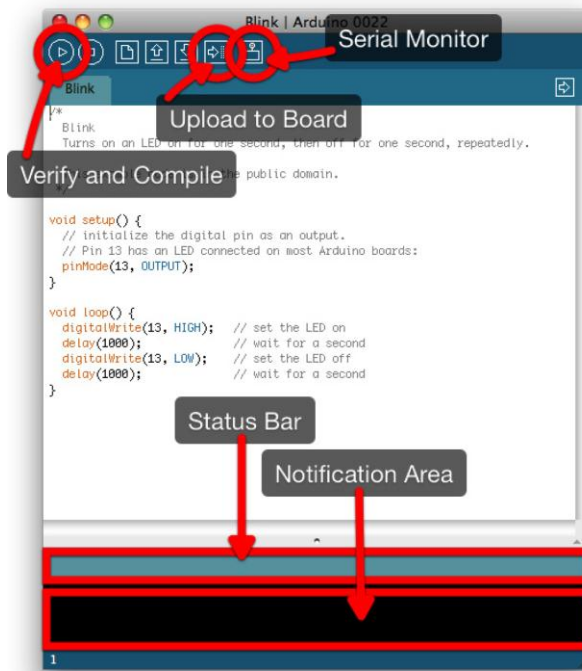 Blink | Arduino 0022
Serial Monitor
Blink
Upload to Board
/*
Blink
Turns on an LED on for one second, then off for one second, repeatedly.
Verify and Compile
the public domain.
*/
void setup() {
// initialize the digital pin as an output.
// Pin 13 has an LED connected on most Arduino boards:
pinMode(13, OUTPUT);
}
void loop() {
digitalWrite(13, HIGH);   // set the LED on
delay(1000);              // wait for a second
digitalWrite(13, LOW);    // set the LED off
delay(1000);              // wait for a second
}
Status Bar
Notification Area
1